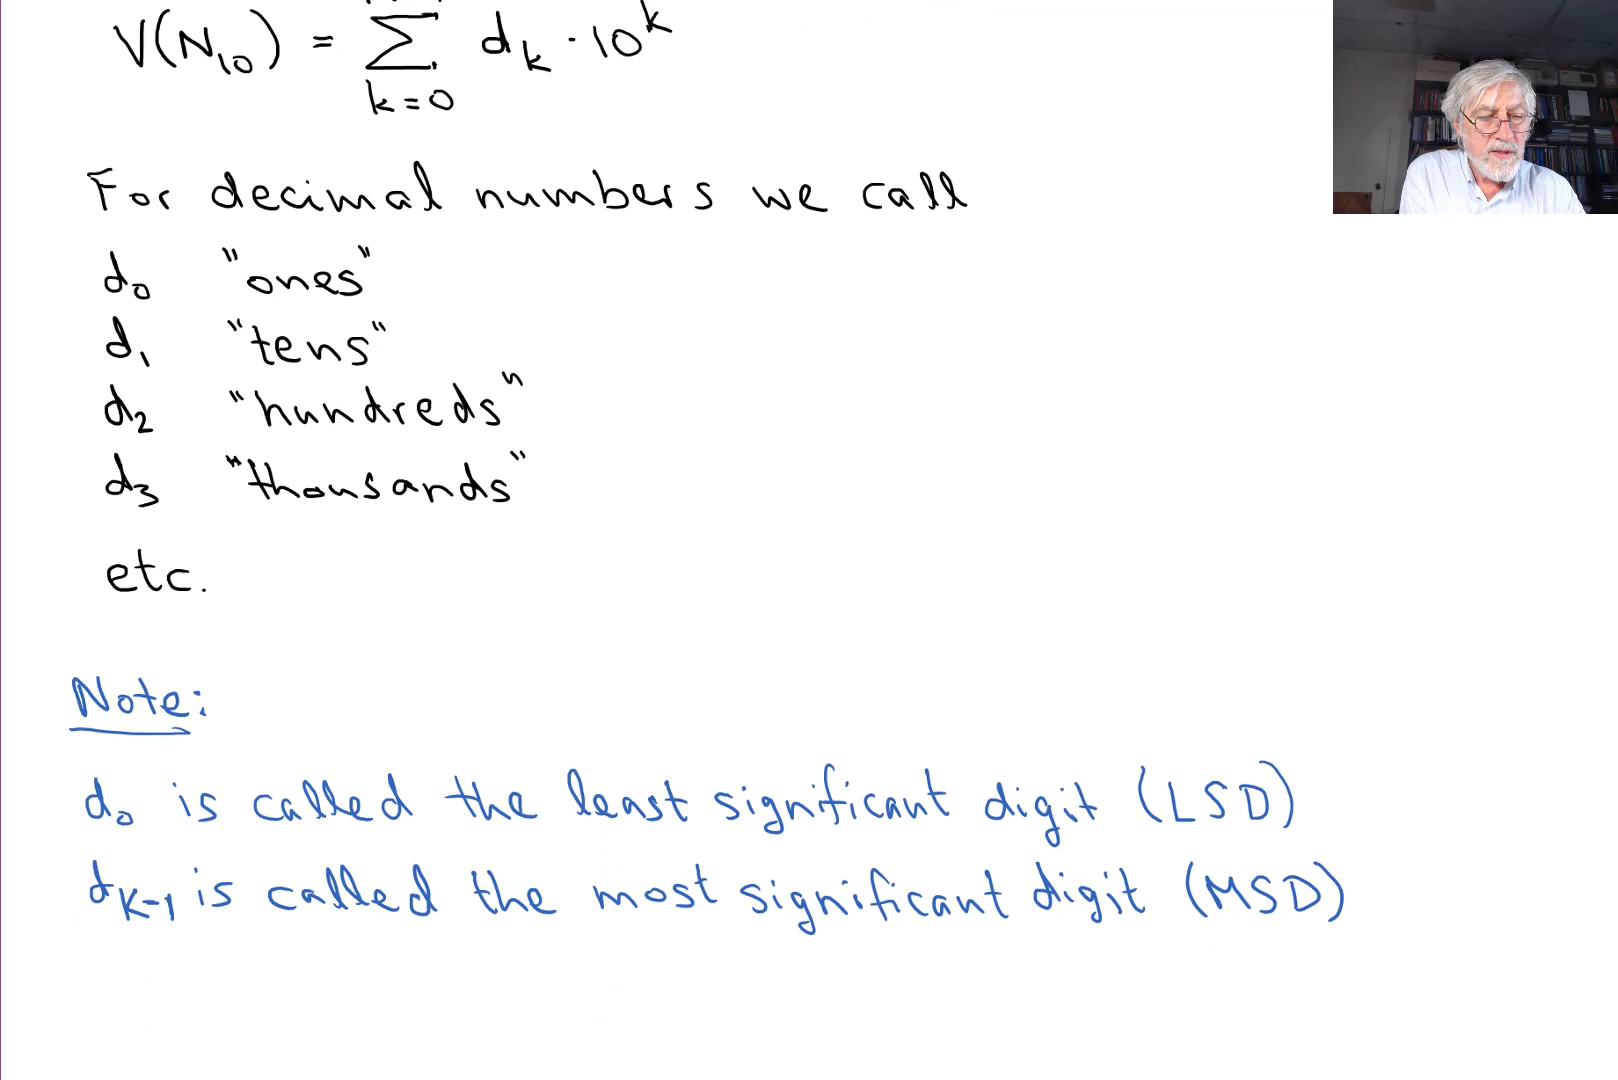 V(N₁₀) = ∑ dₖ · 10ᵏ
k=0
For decimal numbers we call
d₀ "ones"
d₁ "tens"
d₂ "hundreds"
d₃ "thousands"
etc.
Note:
d₀ is called the least significant digit (LSD)
d_K-1 is called the most significant digit (MSD)